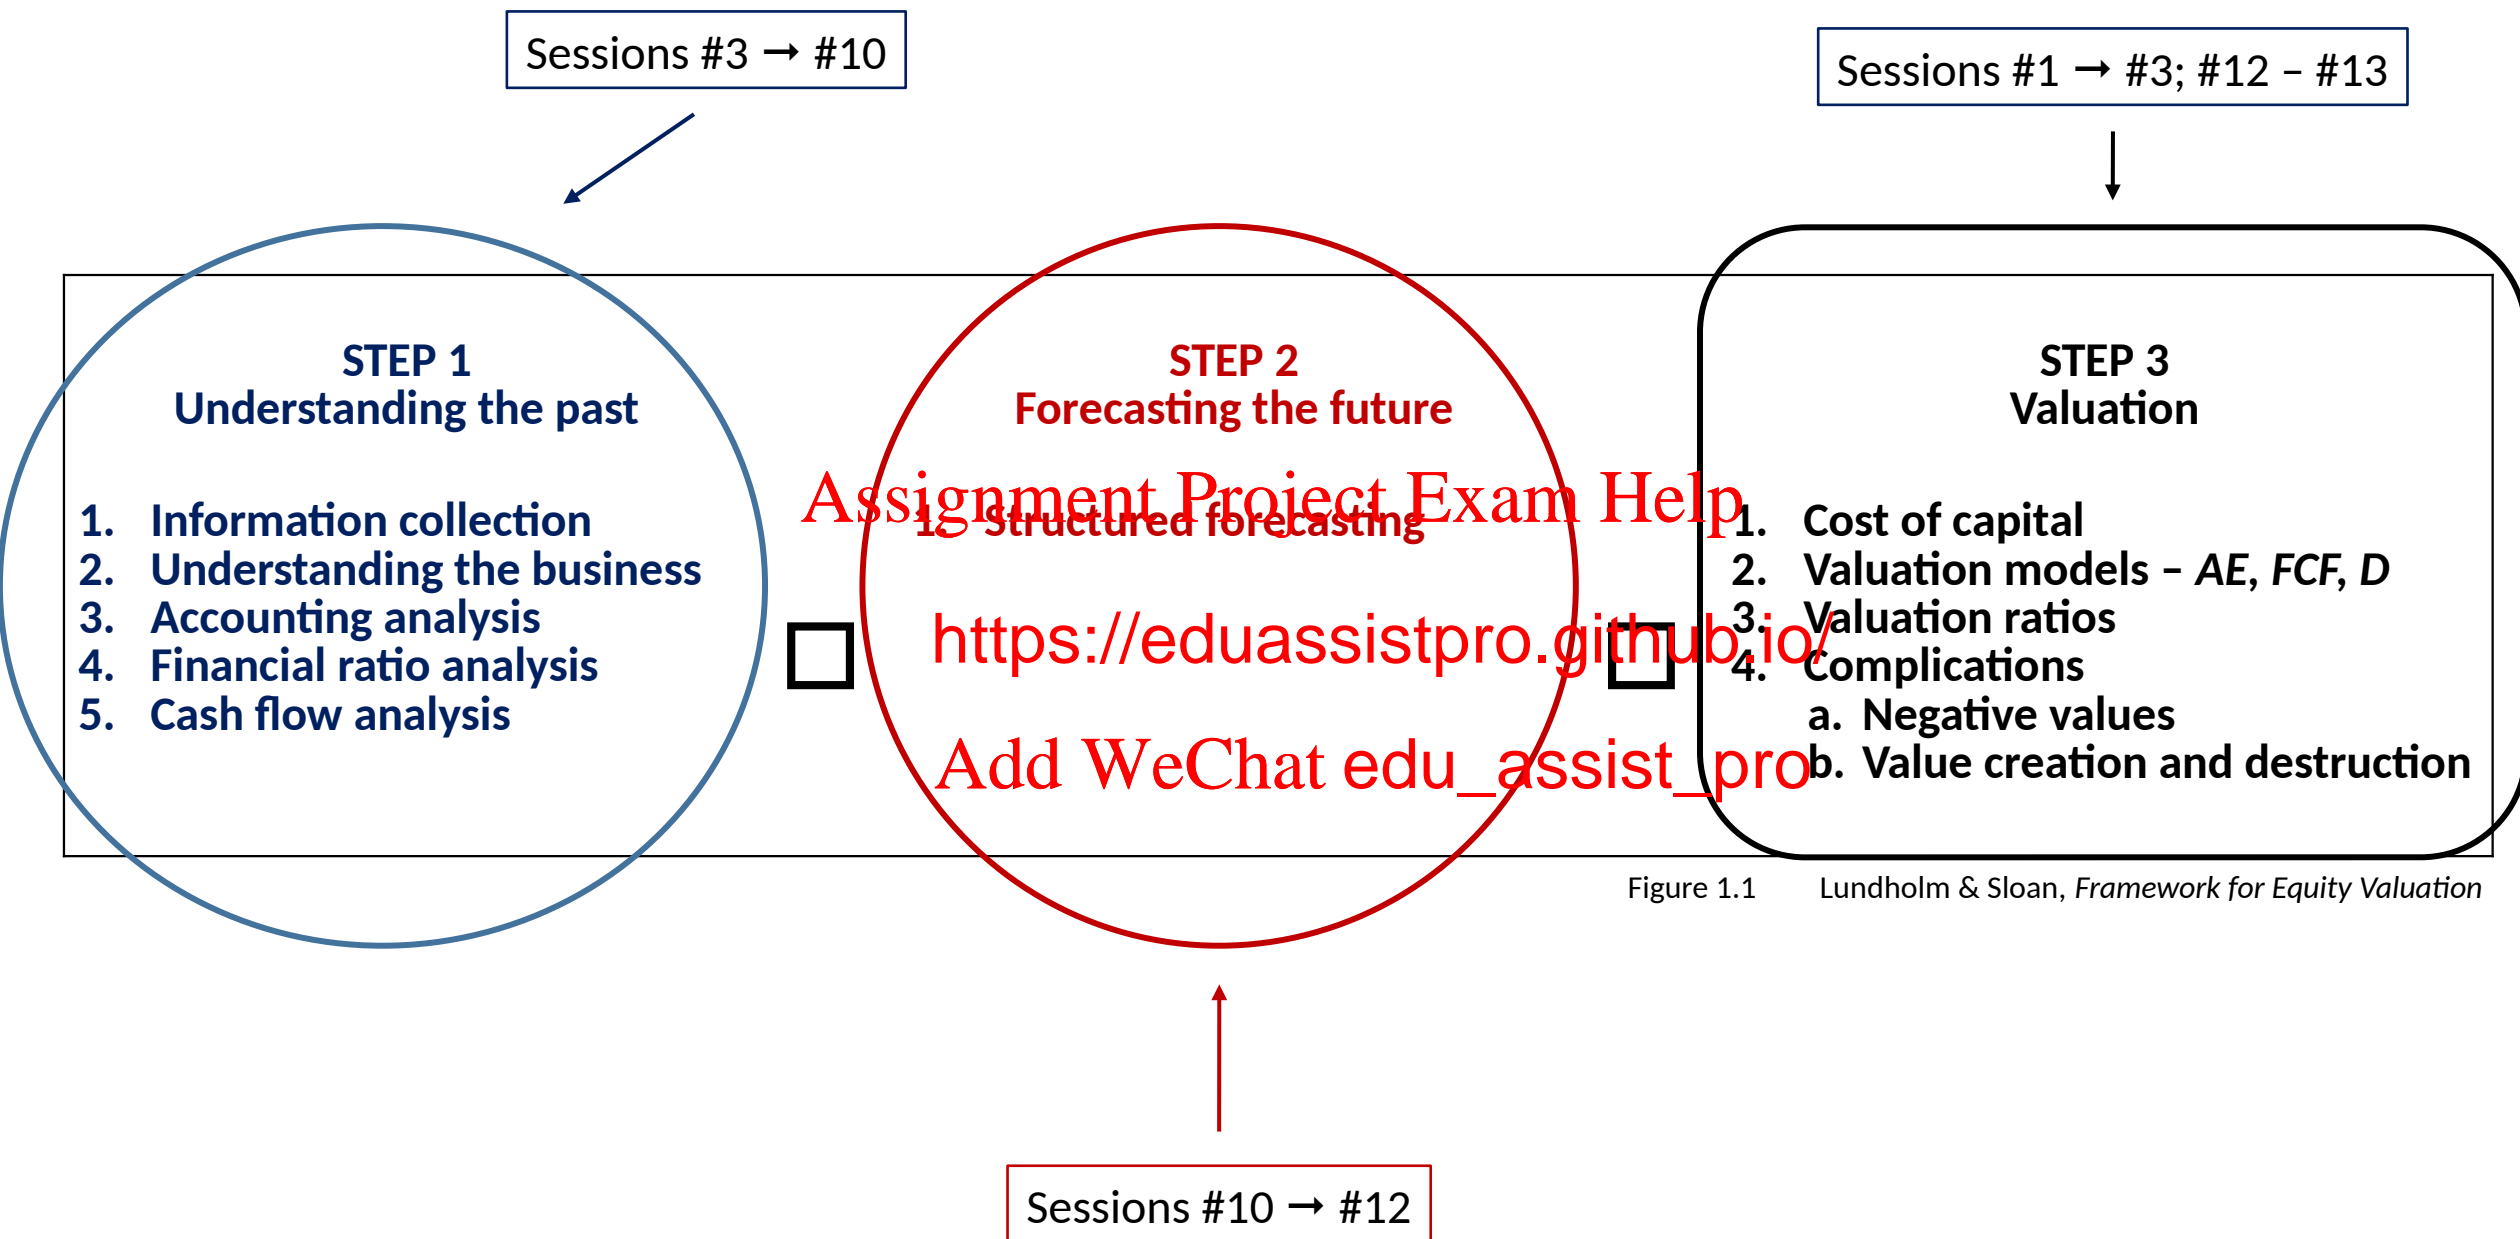 Sessions #3 → #10
Sessions #1 → #3; #12 – #13
STEP 1
Understanding the past
1. Information collection
2. Understanding the business
3. Accounting analysis
4. Financial ratio analysis
5. Cash flow analysis
STEP 2
Forecasting the future
1. Structured forecasting
Assignment Project Exam Help
https://eduassistpro.github.io/
Add WeChat edu_assist_pro
STEP 3
Valuation
1. Cost of capital
2. Valuation models – AE, FCF, D
3. Valuation ratios
4. Complications
a. Negative values
b. Value creation and destruction
Figure 1.1 Lundholm & Sloan, Framework for Equity Valuation
Sessions #10 → #12